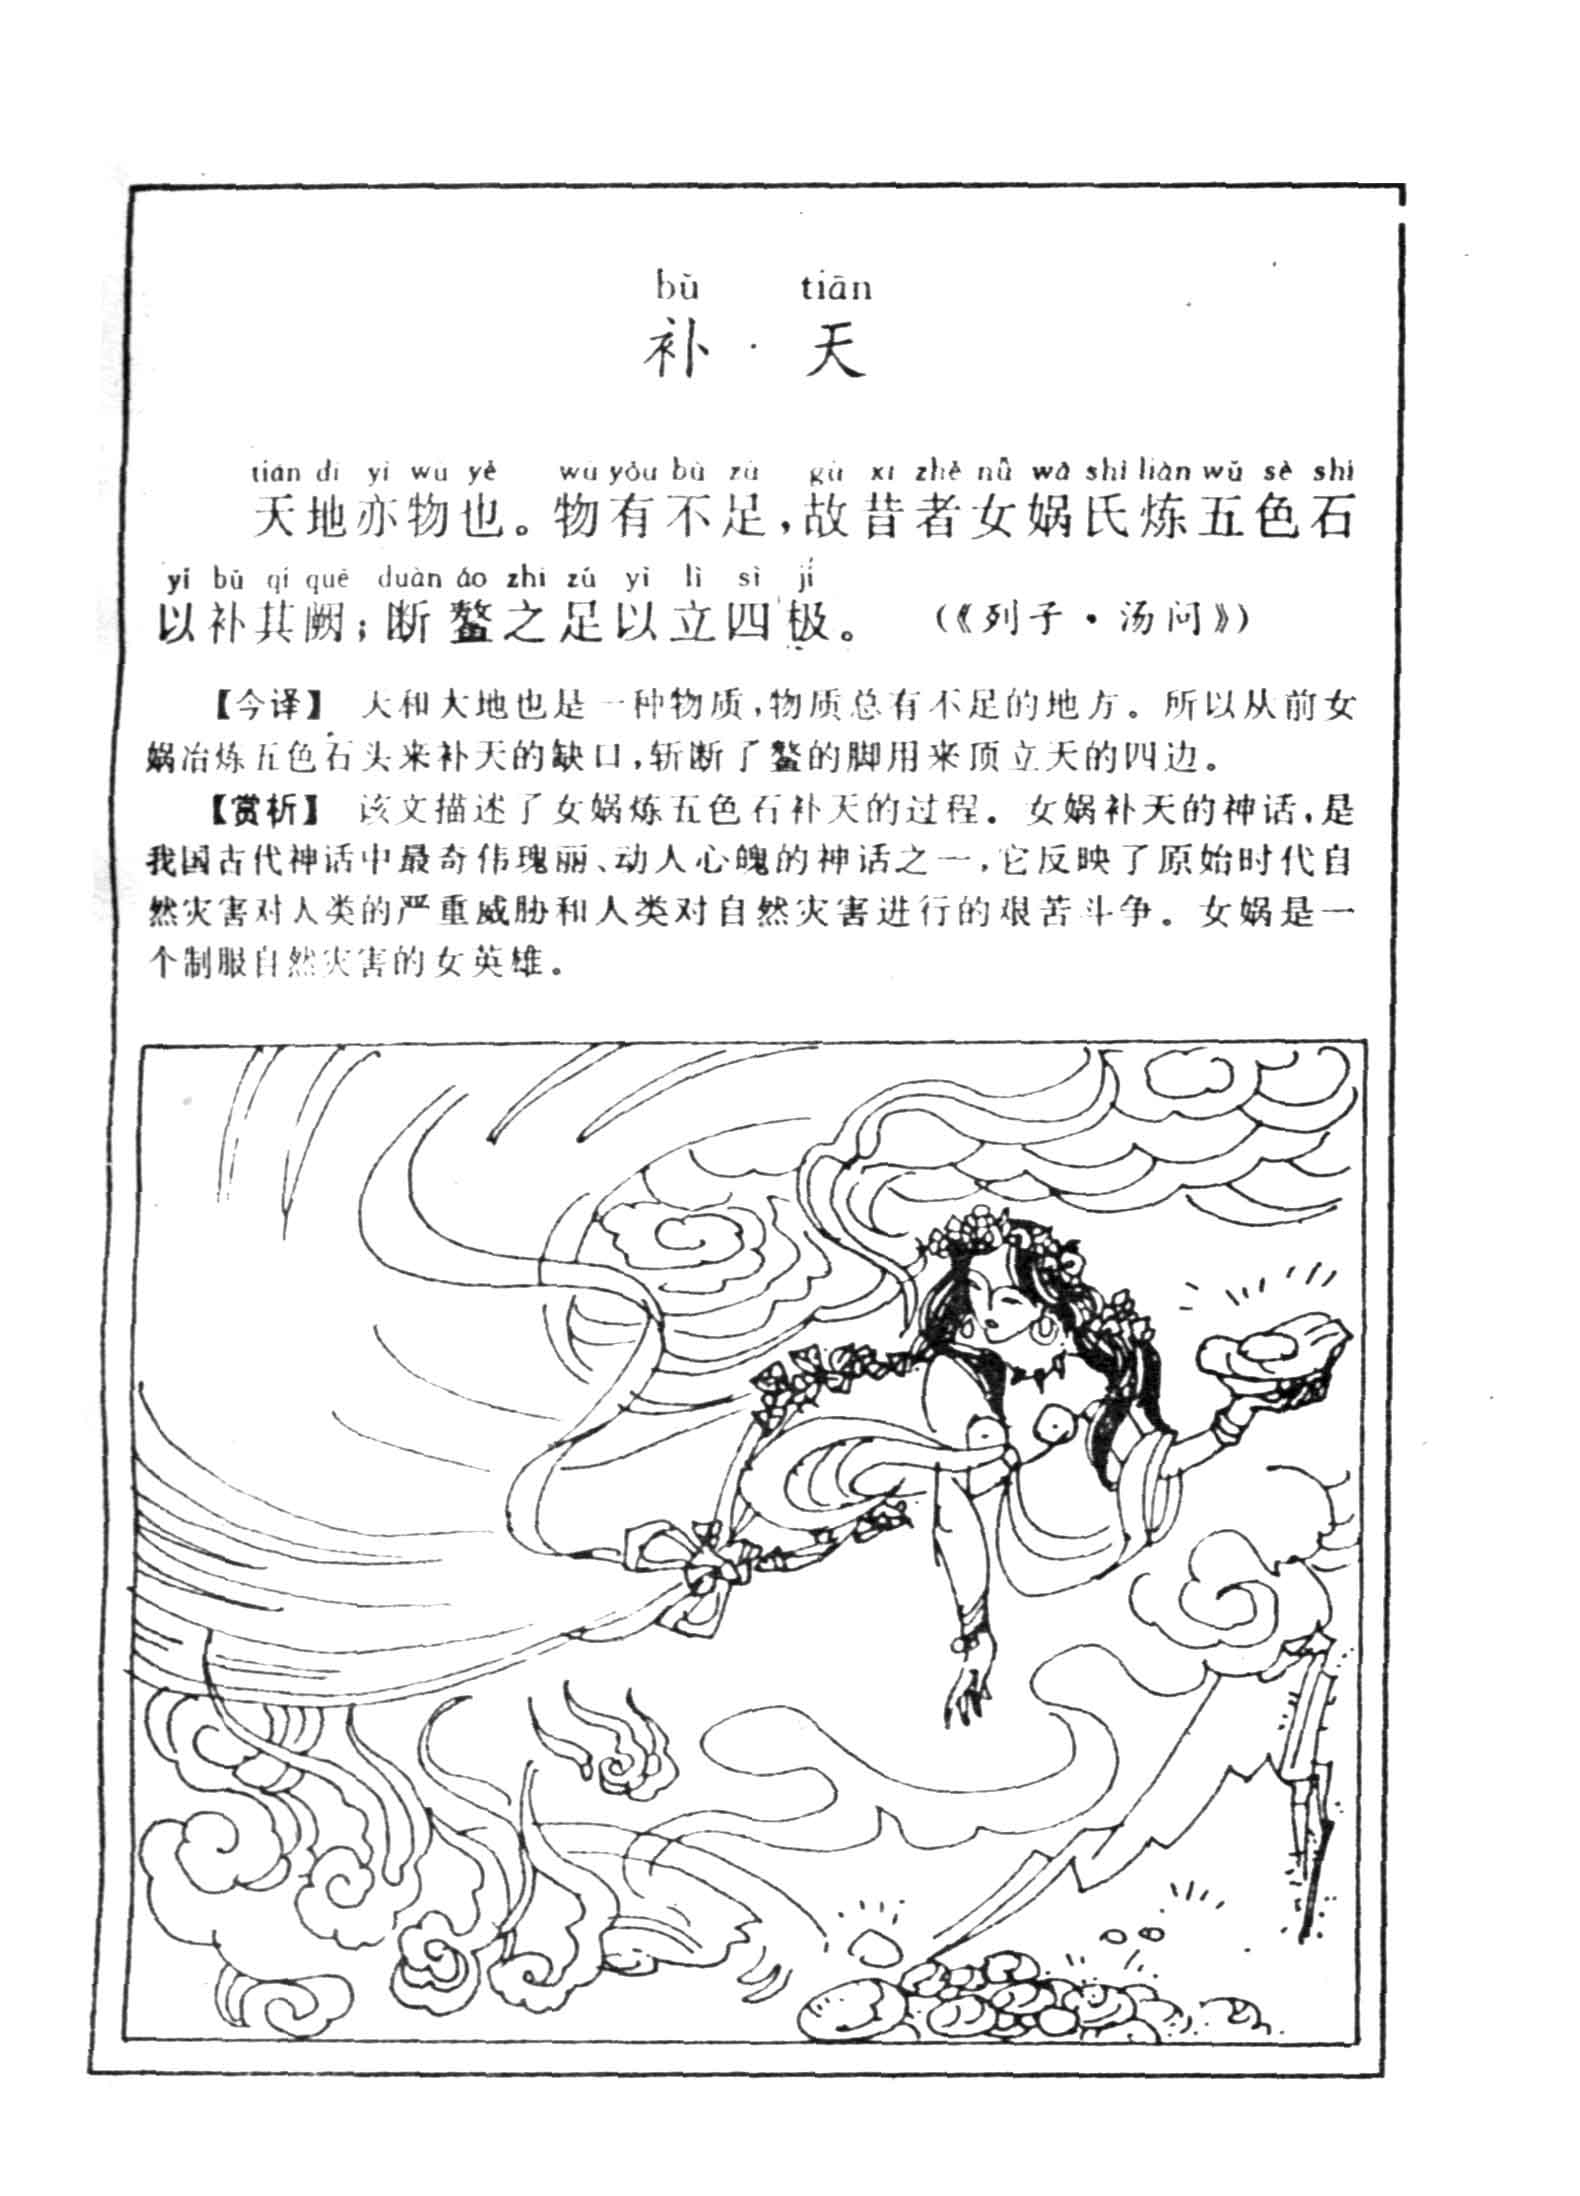 bǔ tiān
补·天
tiān dì yì wù yě wù yǒu bù zú gù xī zhě nǚ wā shì liàn wǔ sè shí
天地亦物也。物有不足，故昔者女娲氏炼五色石
yǐ bǔ qí quē duàn áo zhī zú yǐ lì sì jí
以补其阙；断鳌之足以立四极。 （《列子·汤问》）
【今译】 天和大地也是一种物质，物质总有不足的地方。所以从前女
娲冶炼五色石头来补天的缺口，斩断了鳌的脚用来顶立天的四边。
【赏析】 该文描述了女娲炼五色石补天的过程。女娲补天的神话，是
我国古代神话中最奇伟瑰丽、动人心魄的神话之一，它反映了原始时代自
然灾害对人类的严重威胁和人类对自然灾害进行的艰苦斗争。女娲是一
个制服自然灾害的女英雄。